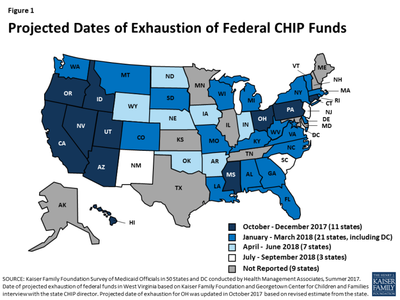 Figure 1
Projected Dates of Exhaustion of Federal CHIP Funds
WA
MT
ND
MN
VT
ME
NH
MA
OR
ID
WY
SD
WI
MI
NY
RI
CT
NJ
DE
MD
DC
NV
UT
CO
NE
IA
IL
IN
OH
PA
WV
VA
CA
KS
MO
KY
NC
AZ
NM
OK
AR
TN
SC
TX
LA
MS
AL
GA
FL
AK
HI
October - December 2017 (11 states)
January - March 2018 (21 states, including DC)
April - June 2018 (7 states)
July - September 2018 (3 states)
Not Reported (9 states)
SOURCE: Kaiser Family Foundation Survey of Medicaid Officials in 50 States and DC conducted by Health Management Associates, Summer 2017.
Date of projected exhaustion of federal funds in West Virginia based on Kaiser Family Foundation and Georgetown Center for Children and Families
interview with the state CHIP director. Projected date of exhaustion for OH was updated in October 2017 based on revised estimate from the state.
THE HENRY J.
KAISER
FAMILY
FOUNDATION